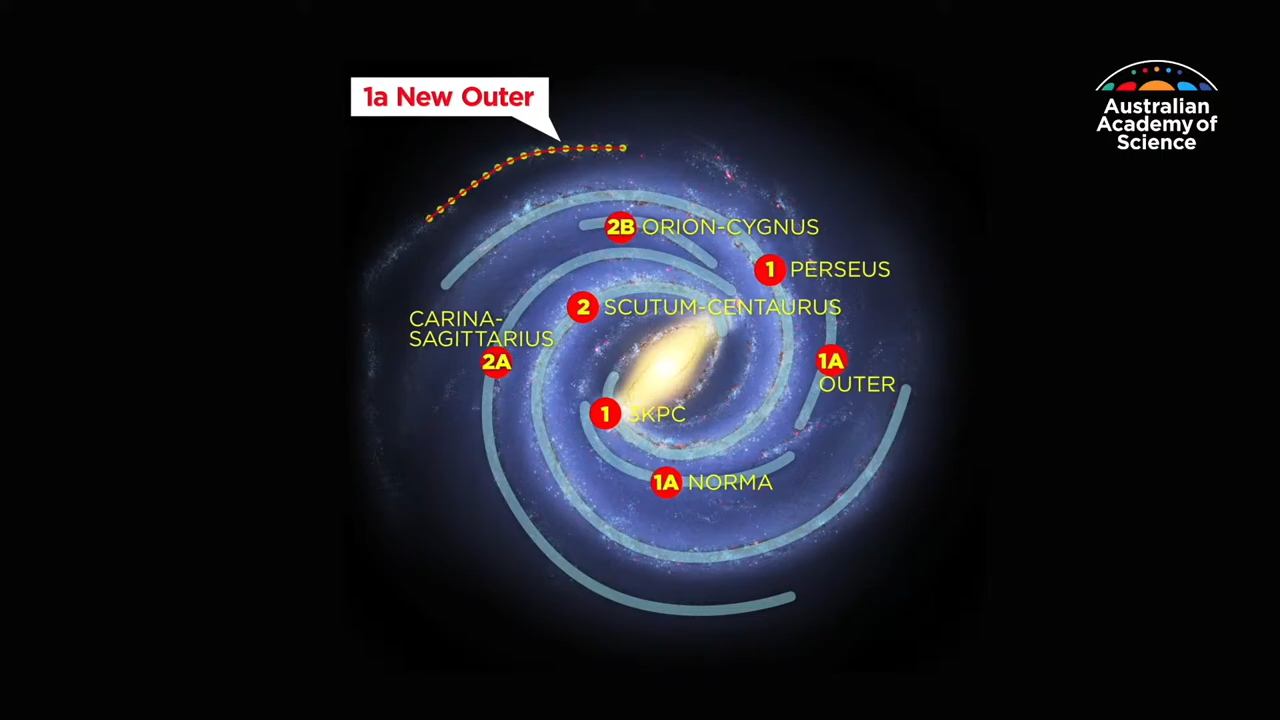 1a New Outer
Australian
Academy of
Science
2B ORION-CYGNUS
1 PERSEUS
2 SCUTUM-CENTAURUS
CARINA-
SAGITTARIUS
2A
1A
OUTER
1 3KPC
1A NORMA